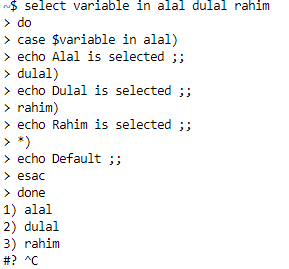 ~$ select variable in alal dulal rahim
> do
> case $variable in alal)
> echo Alal is selected ;;
> dulal)
> echo Dulal is selected ;;
> rahim)
> echo Rahim is selected ;;
> *)
> echo Default ;;
> esac
> done
1) alal
2) dulal
3) rahim
#? ^C